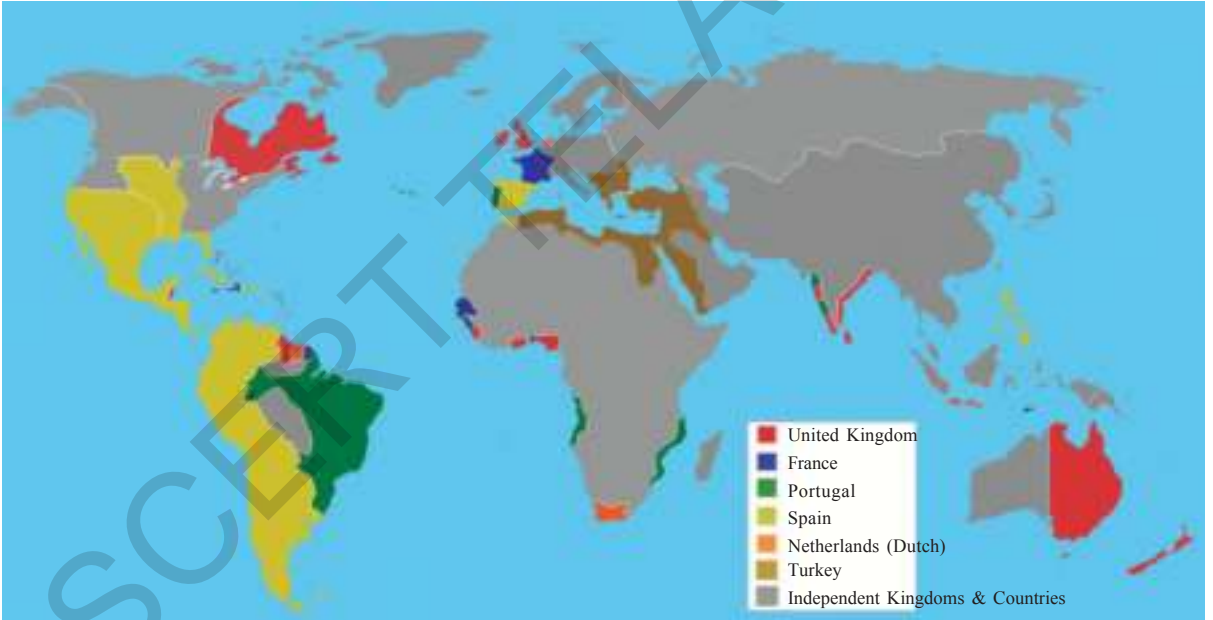 SCERT TELA
United Kingdom
France
Portugal
Spain
Netherlands (Dutch)
Turkey
Independent Kingdoms & Countries